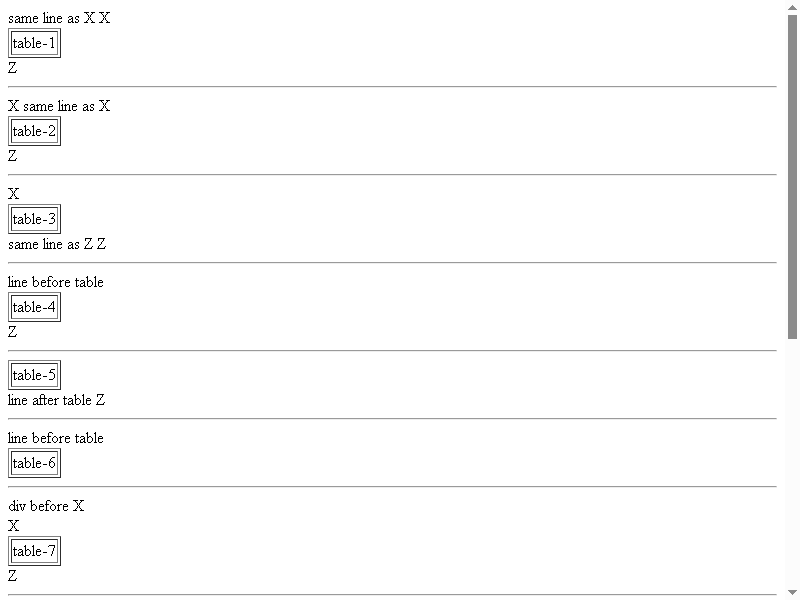 same line as X X
table-1
Z
X same line as X
table-2
Z
X
table-3
same line as Z Z
line before table
table-4
Z
table-5
line after table Z
line before table
table-6
div before X
X
table-7
Z